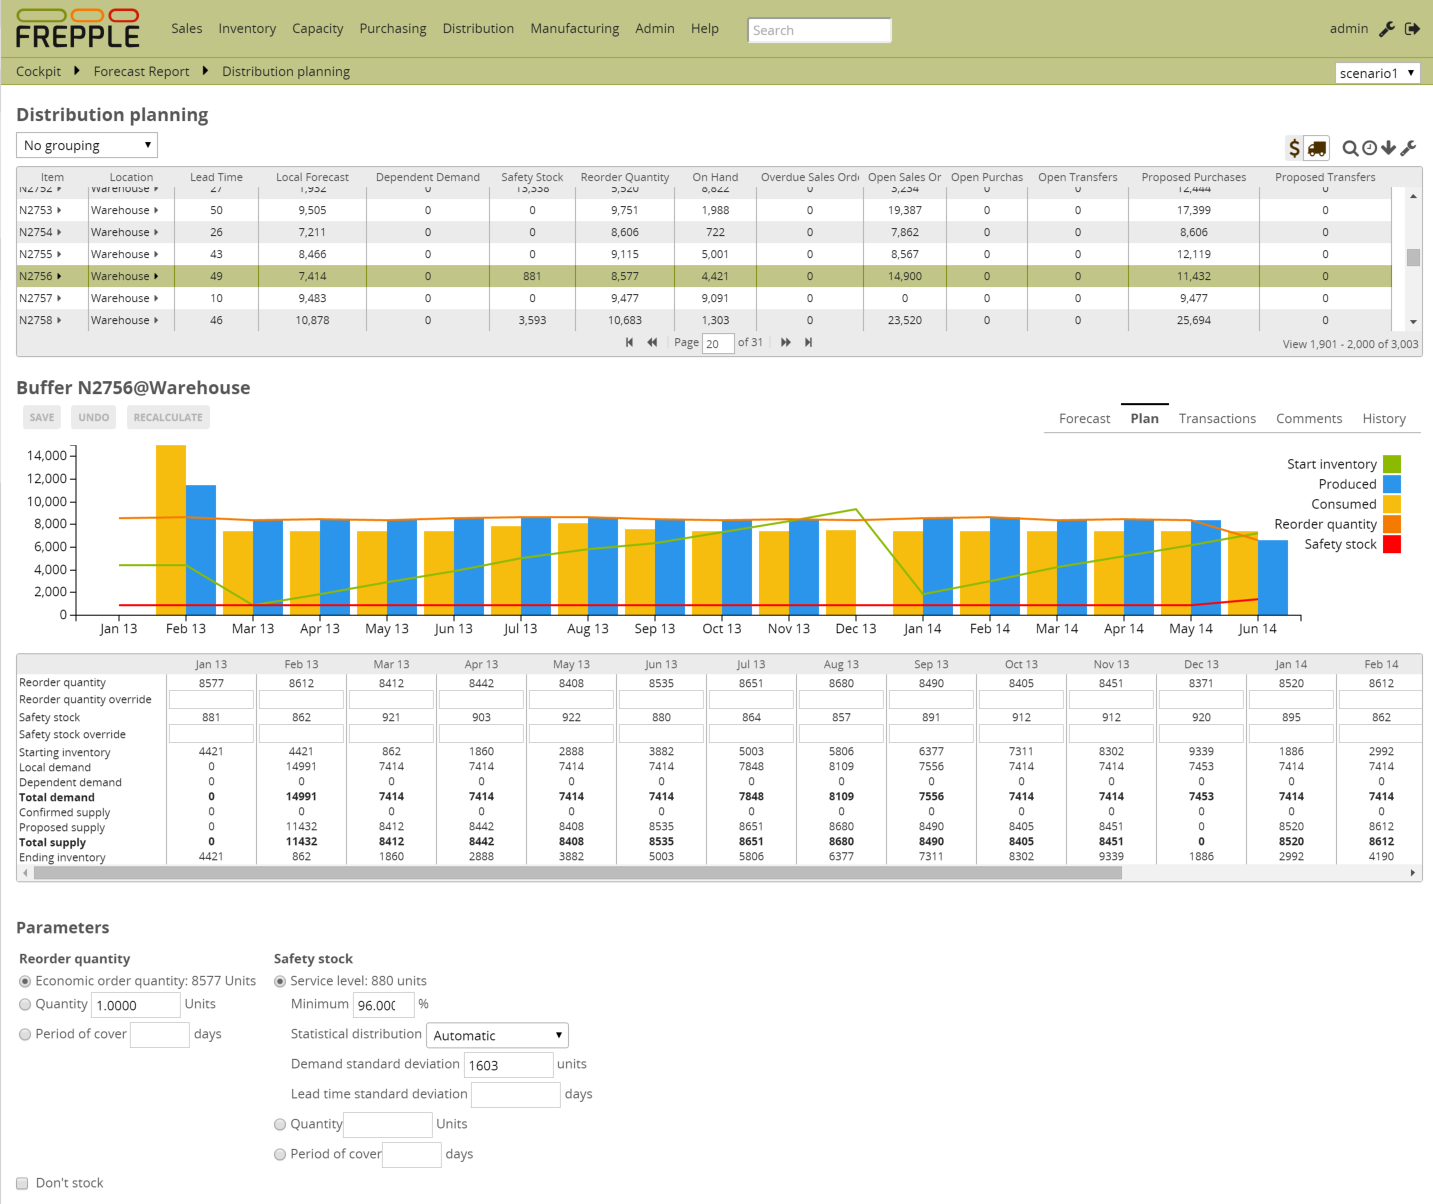 FREPPLE Sales Inventory Capacity Purchasing Distribution Manufacturing Admin Help Search admin
Cockpit Forecast Report Distribution planning scenario1
Distribution planning
No grouping $
Item Location Lead Time Local Forecast Dependent Demand Safety Stock Reorder Quantity On Hand Overdue Sales Orde Open Sales Or Open Purchas Open Transfers Proposed Purchases Proposed Transfers
N2752 Warehouse 27 1,932 0 13,338 5,520 8,822 0 3,234 0 0 12,444 0
N2753 Warehouse 50 9,505 0 0 9,751 1,988 0 19,387 0 0 17,399 0
N2754 Warehouse 26 7,211 0 0 8,606 722 0 7,862 0 0 8,606 0
N2755 Warehouse 43 8,466 0 0 9,115 5,001 0 8,567 0 0 12,119 0
N2756 Warehouse 49 7,414 0 881 8,577 4,421 0 14,900 0 0 11,432 0
N2757 Warehouse 10 9,483 0 0 9,477 9,091 0 0 0 0 9,477 0
N2758 Warehouse 46 10,878 0 3,593 10,683 1,303 0 23,520 0 0 25,694 0
Page 20 of 31 View 1,901 - 2,000 of 3,003
Buffer N2756@Warehouse
SAVE UNDO RECALCULATE Forecast Plan Transactions Comments History
14,000
12,000
10,000
8,000
6,000
4,000
2,000
0
Start inventory
Produced
Consumed
Reorder quantity
Safety stock
Jan 13 Feb 13 Mar 13 Apr 13 May 13 Jun 13 Jul 13 Aug 13 Sep 13 Oct 13 Nov 13 Dec 13 Jan 14 Feb 14 Mar 14 Apr 14 May 14 Jun 14
Jan 13 Feb 13 Mar 13 Apr 13 May 13 Jun 13 Jul 13 Aug 13 Sep 13 Oct 13 Nov 13 Dec 13 Jan 14 Feb 14
Reorder quantity 8577 8612 8412 8442 8408 8535 8651 8680 8490 8405 8451 8371 8520 8612
Reorder quantity override
Safety stock 881 862 921 903 922 880 864 857 891 912 912 920 895 862
Safety stock override
Starting inventory 4421 4421 862 1860 2888 3882 5003 5806 6377 7311 8302 9339 1886 2992
Local demand 0 14991 7414 7414 7414 7414 7848 8109 7556 7414 7414 7453 7414 7414
Dependent demand 0 0 0 0 0 0 0 0 0 0 0 0 0 0
Total demand 0 14991 7414 7414 7414 7414 7848 8109 7556 7414 7414 7453 7414 7414
Confirmed supply 0 0 0 0 0 0 0 0 0 0 0 0 0 0
Proposed supply 0 11432 8412 8442 8408 8535 8651 8680 8490 8405 8451 0 8520 8612
Total supply 0 11432 8412 8442 8408 8535 8651 8680 8490 8405 8451 0 8520 8612
Ending inventory 4421 862 1860 2888 3882 5003 5806 6377 7311 8302 9339 1886 2992 4190
Parameters
Reorder quantity Safety stock
Economic order quantity: 8577 Units Service level: 880 units
Quantity 1.0000 Units Minimum 96.000 %
Period of cover days Statistical distribution Automatic
Demand standard deviation 1603 units
Lead time standard deviation days
Quantity Units
Period of cover days
Don't stock